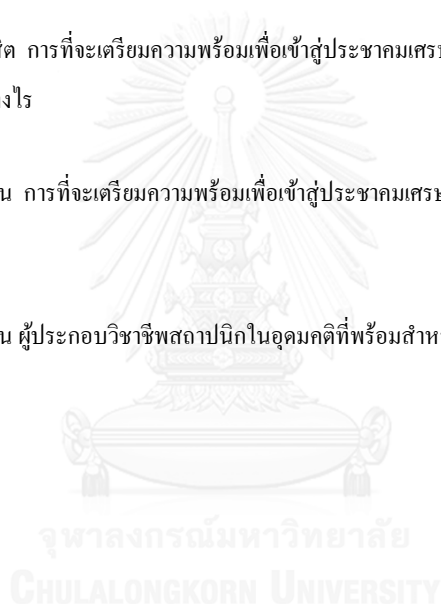 การที่จะเตรียมความพร้อมเพื่อเข้าสู่ประชาคมเศร
งไร
การที่จะเตรียมความพร้อมเพื่อเข้าสู่ประชาคมเศรษ
ผู้ประกอบวิชาชีพสถาปนิกในอุดมคติที่พร้อมสำห
จุฬาลงกรณ์มหาวิทยาลัย
CHULALONGKORN UNIVERSITY